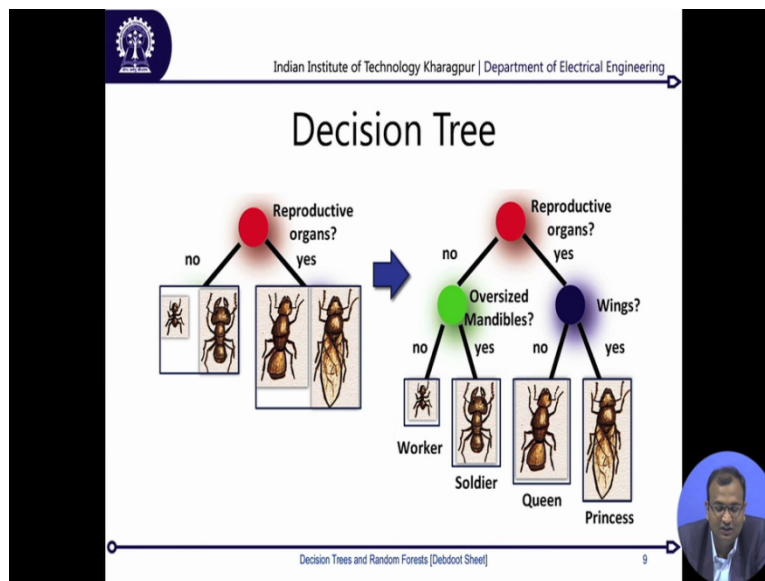 Indian Institute of Technology Kharagpur | Department of Electrical Engineering
Decision Tree
Reproductive
organs?
no
yes
Reproductive
organs?
no
yes
Oversized
Mandibles?
Wings?
no
yes
no
yes
Worker
Soldier
Queen
Princess
Decision Trees and Random Forests [Debdoot Sheet]
9